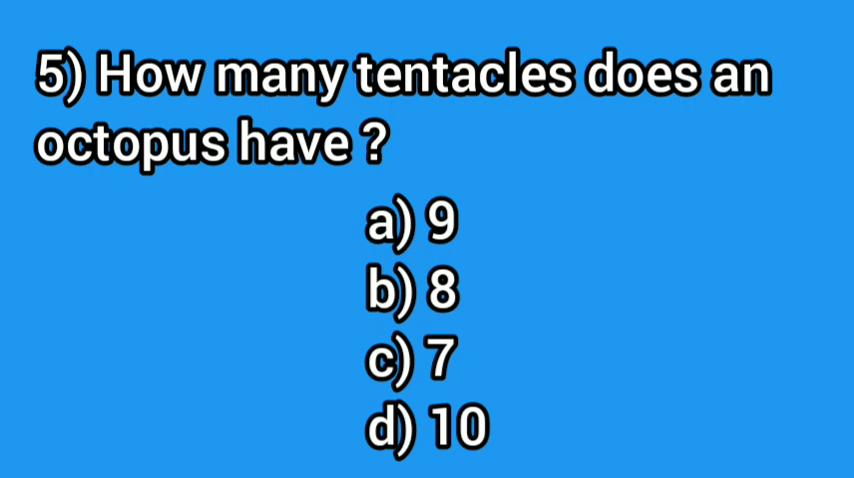 5) How many tentacles does an
octopus have ?
a) 9
b) 8
c) 7
d) 10